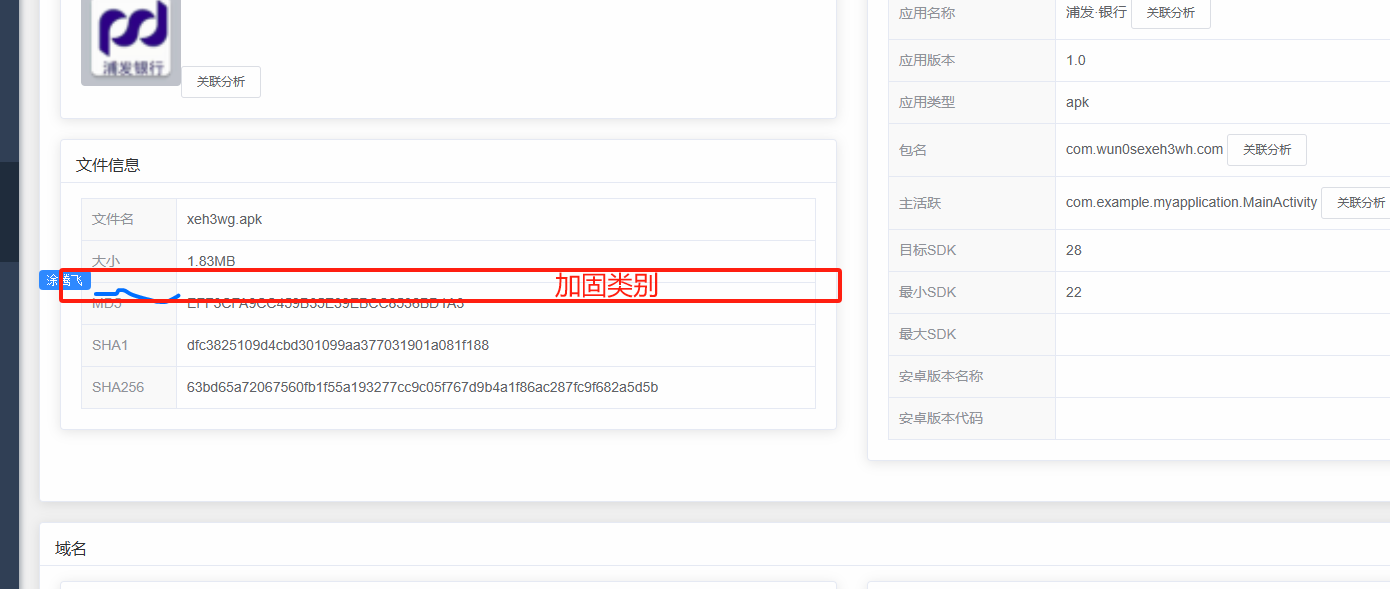 浦发银行
关联分析
文件信息
文件名 xeh3wg.apk
大小 1.83MB
涂腾飞
加固类别
MD5
SHA1 dfc3825109d4cbd301099aa377031901a081f188
SHA256 63bd65a72067560fb1f55a193277cc9c05f767d9b4a1f86ac287fc9f682a5d5b
应用名称 浦发·银行 关联分析
应用版本 1.0
应用类型 apk
包名 com.wun0sexeh3wh.com 关联分析
主活跃 com.example.myapplication.MainActivity 关联分析
目标SDK 28
最小SDK 22
最大SDK
安卓版本名称
安卓版本代码
域名